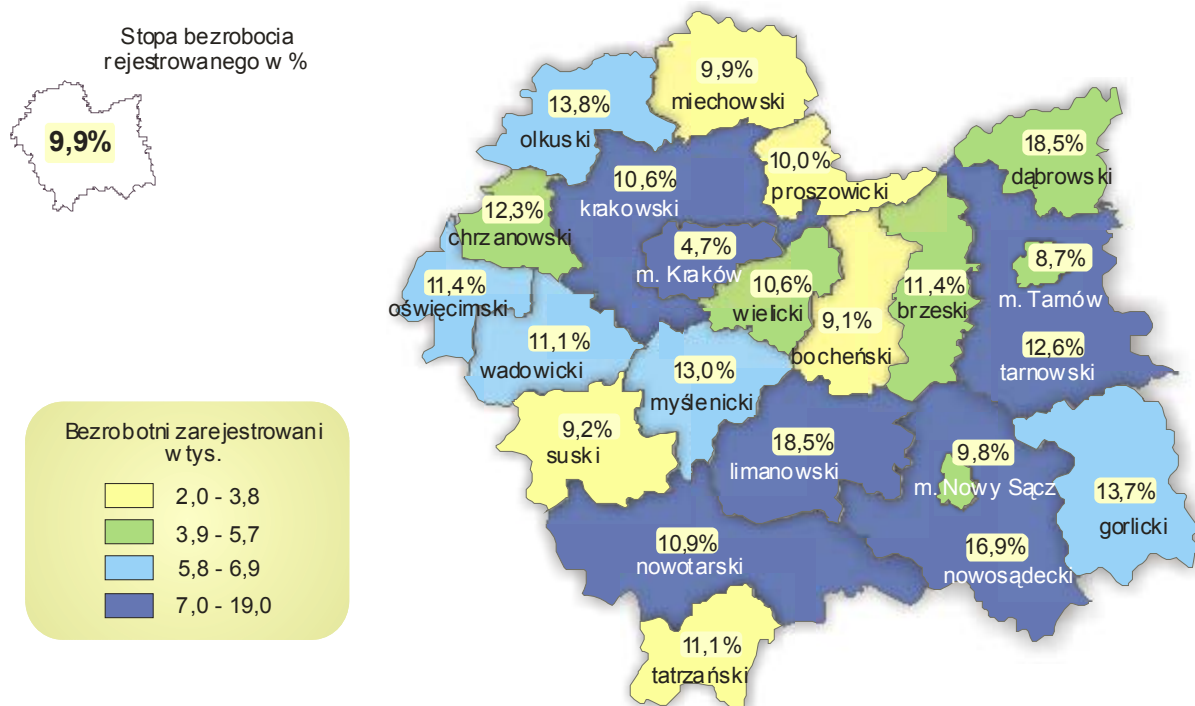 Stopa bezrobocia
rejestrowanego w %
9,9%
9,9%
miechowski
13,8%
olkuski
18,5%
dąbrowski
10,0%
proszowicki
10,6%
krakowski
12,3%
chrzanowski
4,7%
m. Kraków
8,7%
m. Tarnów
11,4%
oświęcimski
10,6%
wielicki
11,4%
brzeski
9,1%
bocheński
11,1%
wadowicki
12,6%
tarnowski
13,0%
myślenicki
Bezrobotni zarejestrowani
w tys.
2,0 - 3,8
3,9 - 5,7
5,8 - 6,9
7,0 - 19,0
9,2%
suski
18,5%
limanowski
9,8%
m. Nowy Sącz
13,7%
gorlicki
10,9%
nowotarski
16,9%
nowosądecki
11,1%
tatrzański